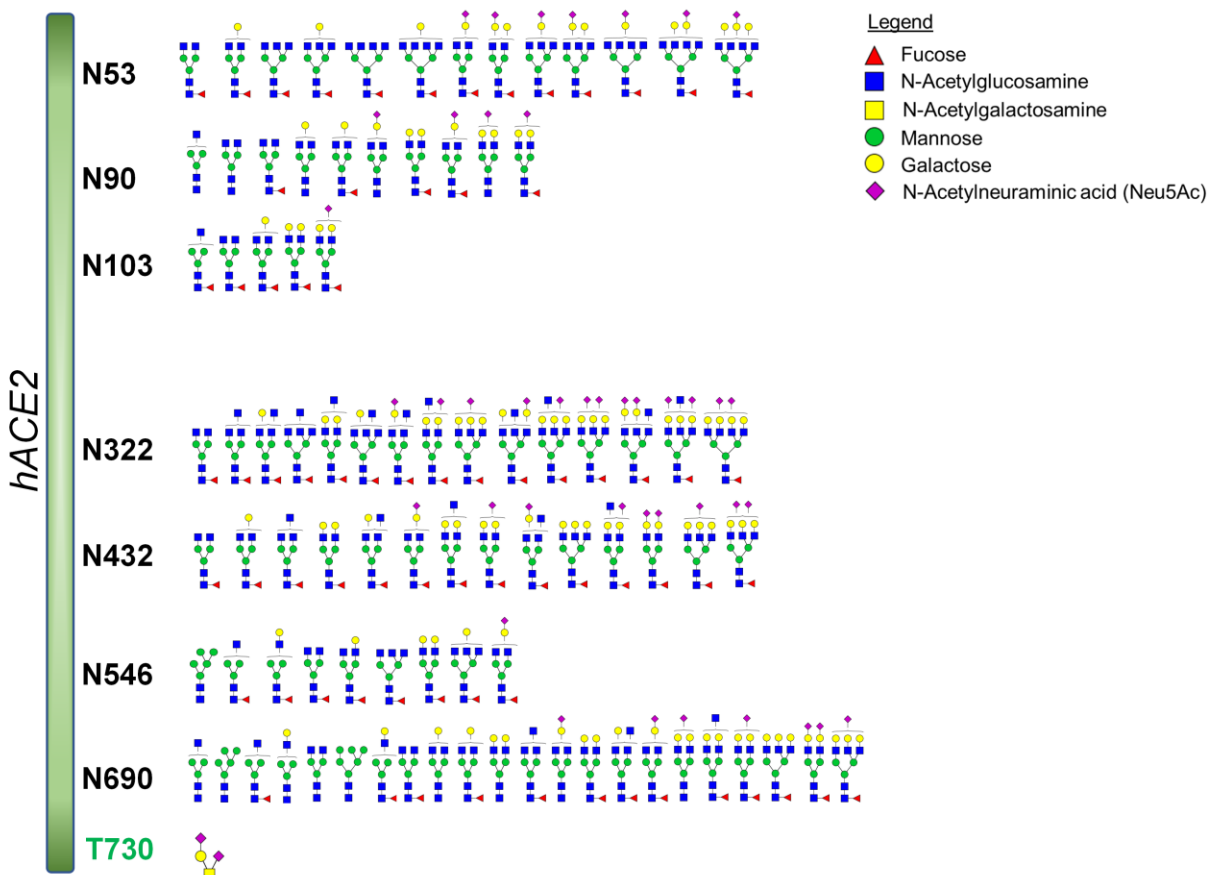 Legend
Fucose
N-Acetylglucosamine
N-Acetylgalactosamine
Mannose
Galactose
N-Acetylneuraminic acid (Neu5Ac)
hACE2
N53
N90
N103
N322
N432
N546
N690
T730